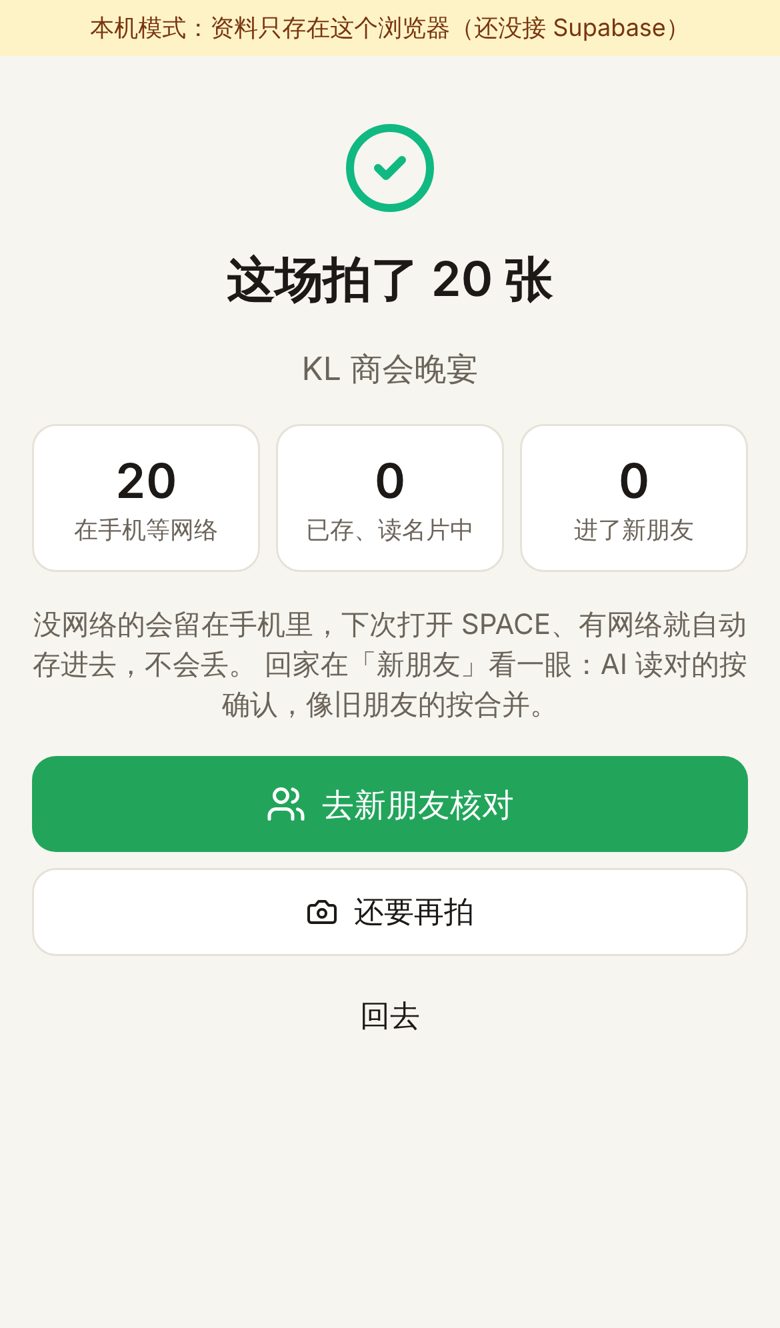 本机模式：资料只存在这个浏览器（还没接 Supabase）
这场拍了 20 张
KL 商会晚宴
20
在手机等网络
0
已存、读名片中
0
进了新朋友
没网络的会留在手机里，下次打开 SPACE、有网络就自动
存进去，不会丢。 回家在「新朋友」看一眼：AI 读对的按
确认，像旧朋友的按合并。
去新朋友核对
还要再拍
回去